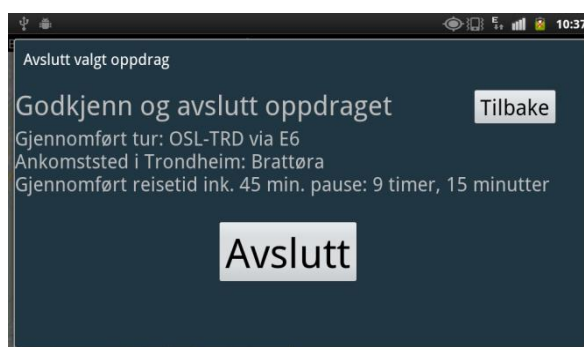 10:37
Avslutt valgt oppdrag
Godkjenn og avslutt oppdraget
Tilbake
Gjennomført tur: OSL-TRD via E6
Ankomststed i Trondheim: Brattøra
Gjennomført reisetid ink. 45 min. pause: 9 timer, 15 minutter
Avslutt